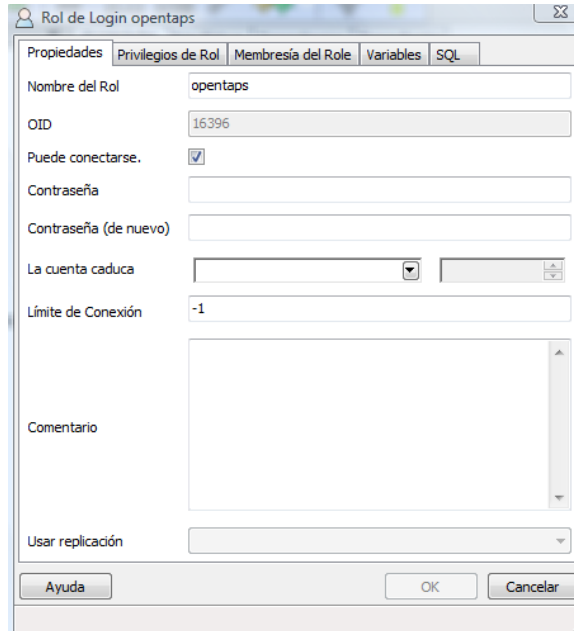 Rol de Login opentaps
Propiedades Privilegios de Rol Membresía del Role Variables SQL
Nombre del Rol opentaps
OID 16396
Puede conectarse.
Contraseña
Contraseña (de nuevo)
La cuenta caduca
Límite de Conexión -1
Comentario
Usar replicación
Ayuda OK Cancelar